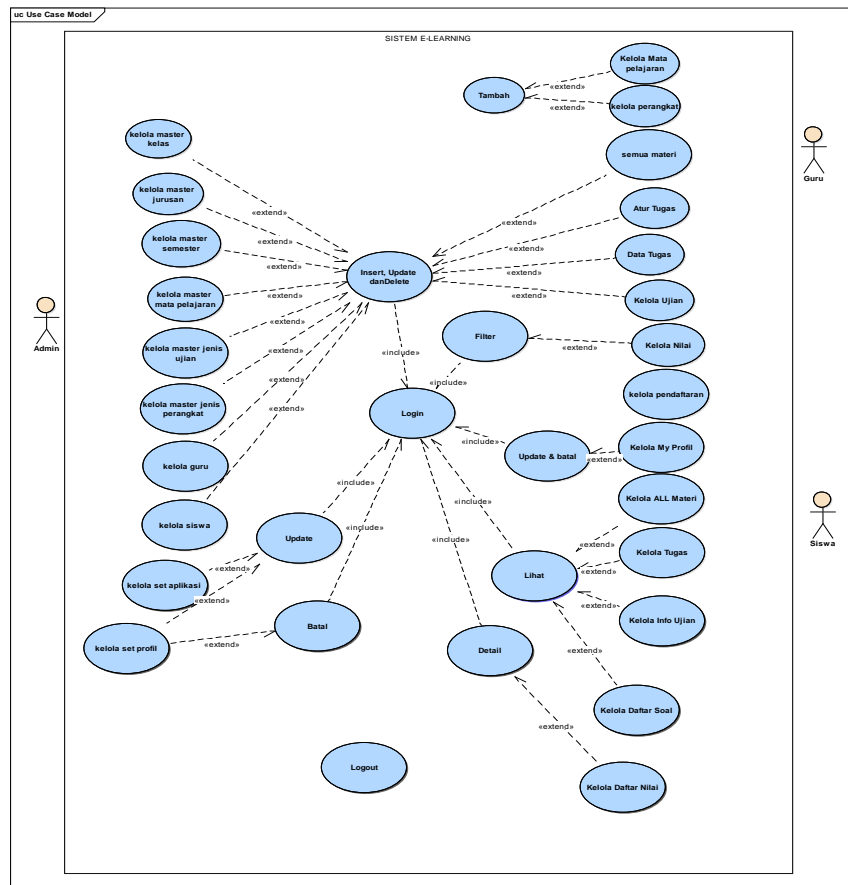 uc Use Case Model
SISTEM E-LEARNING
Kelola Mata
pelajaran
«extend»
Tambah
«extend»
kelola perangkat
kelola master
kelas
semua materi
Guru
kelola master
jurusan
«extend»
«extend»
Atur Tugas
kelola master
semester
«extend»
«extend»
«extend»
Data Tugas
Insert, Update
danDelete
«extend»
«extend»
kelola master
mata pelajaran
«extend»
«extend»
Kelola Ujian
Admin
kelola master jenis
ujian
«extend»
Filter
«extend»
Kelola Nilai
«include»
«extend»
«include»
kelola master jenis
perangkat
«extend»
kelola pendaftaran
Login
kelola guru
«include»
Update & batal
«extend»
Kelola My Profil
«include»
«include»
Kelola ALL Materi
kelola siswa
«include»
Update
«include»
Siswa
«extend»
Kelola Tugas
«extend»
kelola set aplikasi
«extend»
Lihat
«extend»
«extend»
Kelola Info Ujian
Batal
kelola set profil
«extend»
Detail
«extend»
Kelola Daftar Soal
«extend»
Logout
Kelola Daftar Nilai